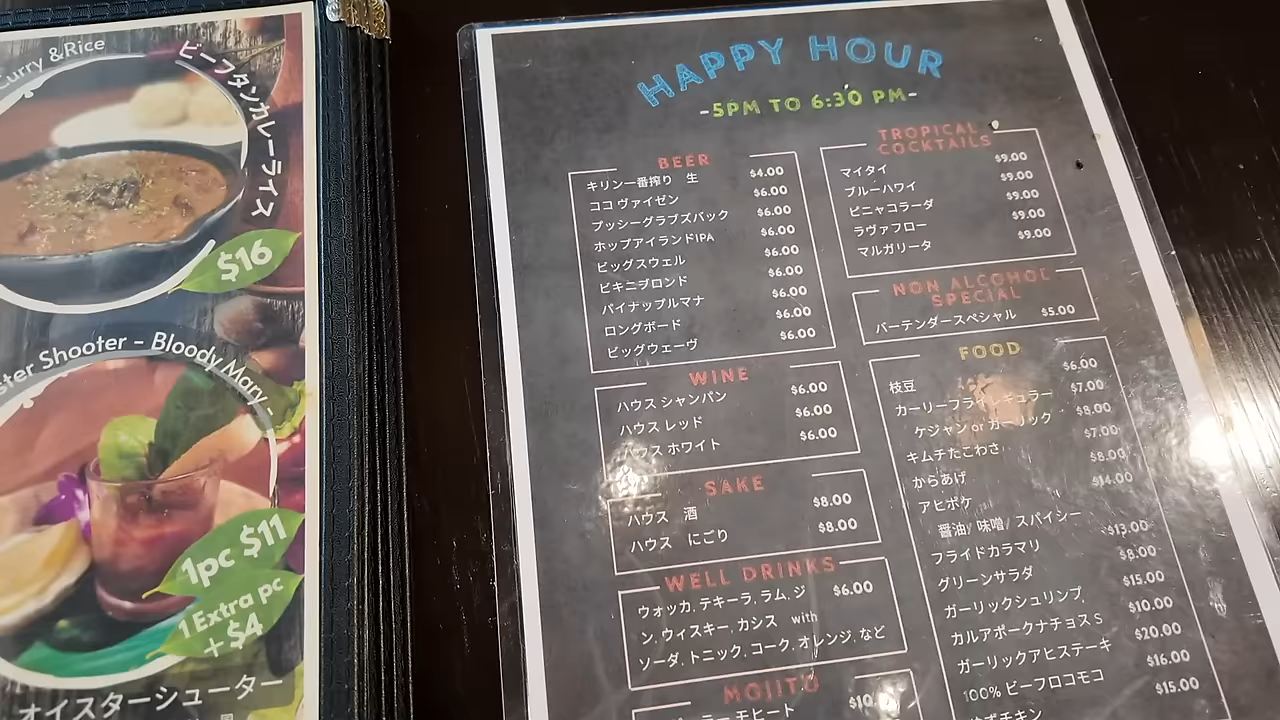 Curry & Rice
ビーフタンカレーライス
$16
ster Shooter - Bloody Mary -
1pc $11
1 Extra pc
+ $4
オイスターシューター
HAPPY HOUR
-5PM TO 6:30 PM-
BEER
キリン一番搾り 生 $4.00
ココ ヴァイゼン $6.00
プッシーグラブズバック $6.00
ホップアイランドIPA $6.00
ビッグスウェル $6.00
ビキニブロンド $6.00
パイナップルマナ $6.00
ロングボード $6.00
ビッグウェーヴ $6.00
WINE
ハウス シャンパン $6.00
ハウス レッド $6.00
ハウス ホワイト $6.00
SAKE
ハウス 酒 $8.00
ハウス にごり $8.00
WELL DRINKS
ウォッカ, テキーラ, ラム, ジ $6.00
ン, ウィスキー, カシス with
ソーダ, トニック, コーク, オレンジ, など
MOJITO
モヒート
TROPICAL
COCKTAILS
マイタイ $9.00
ブルーハワイ $9.00
ピニャコラーダ $9.00
ラヴァフロー $9.00
マルガリータ $9.00
NON ALCOHOL
SPECIAL
バーテンダースペシャル $5.00
FOOD
枝豆 $6.00
カーリーフライレギュラー $7.00
ケジャン or ガーリック $8.00
キムチたこわさ $7.00
からあげ $8.00
アヒポケ $14.00
醤油/ 味噌/ スパイシー
フライドカラマリ $13.00
グリーンサラダ $8.00
ガーリックシュリンプ $15.00
カルアポークナチョス S $10.00
ガーリックアヒステーキ $20.00
100% ビーフロコモコ $16.00
チキン $15.00